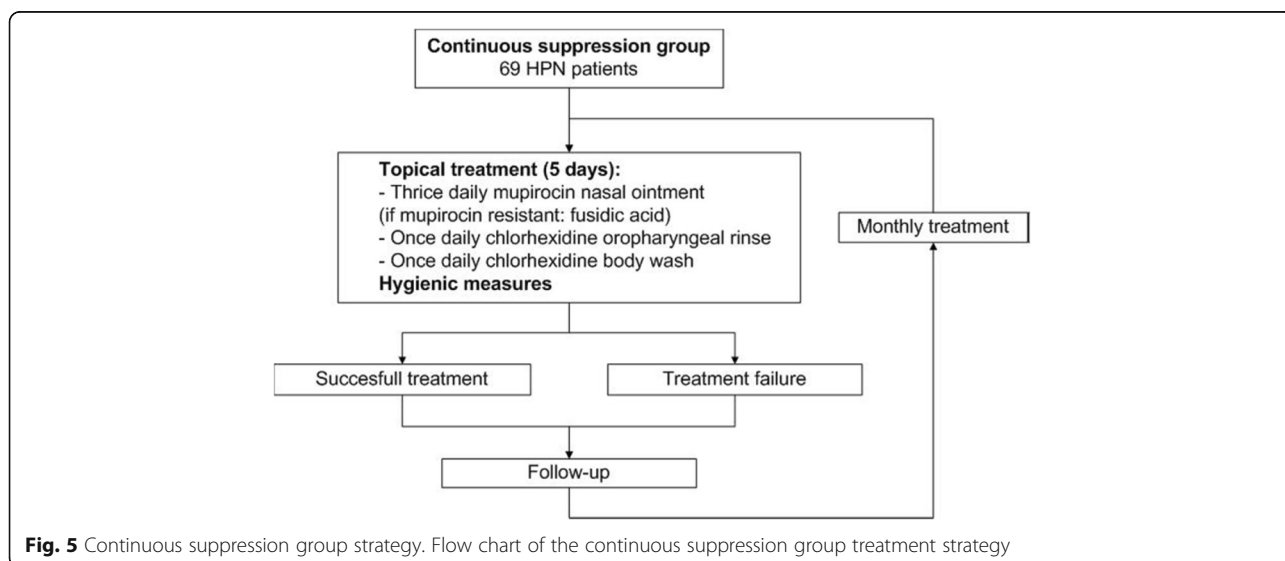 Continuous suppression group
69 HPN patients
Topical treatment (5 days):
- Thrice daily mupirocin nasal ointment
(if mupirocin resistant: fusidic acid)
- Once daily chlorhexidine oropharyngeal rinse
- Once daily chlorhexidine body wash
Hygienic measures
Monthly treatment
Succesfull treatment
Treatment failure
Follow-up
Fig. 5 Continuous suppression group strategy. Flow chart of the continuous suppression group treatment strategy